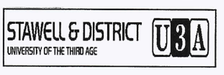 STAWELL & DISTRICT U3A
UNIVERSITY OF THE THIRD AGE